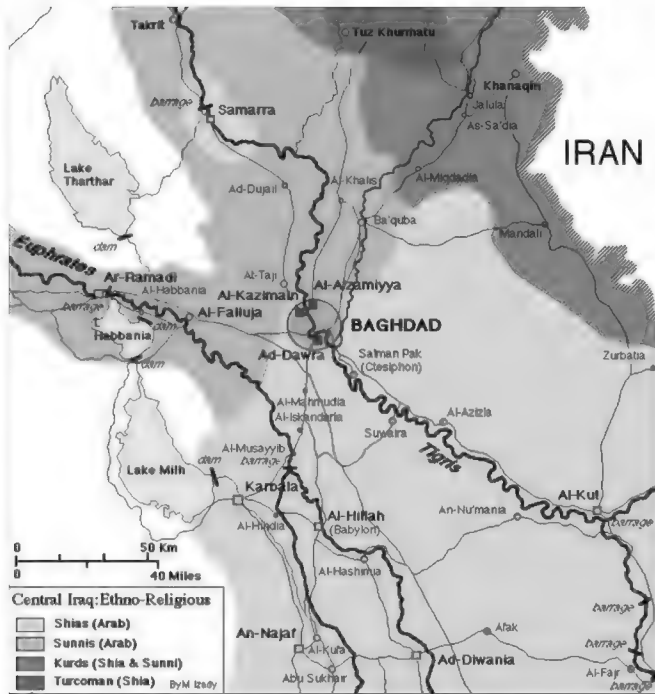 Takrit
Tuz Khurmatu
Khanaqin
barrage
Samarra
Jalula
As-Sa'dia
IRAN
Lake
Tharthar
Ad-Dujail
Al-Khalis
Al-Miqdadia
Ba'quba
Mandali
dam
Euphrates
Ar-Ramadi
Al-Habbania
At-Taji
Al-Kazimain
Al-A'zamiyya
barrage
dam
Al-Falluja
BAGHDAD
Habbania
Ad-Dawra
Salman Pak
(Ctesiphon)
Zurbatia
dam
Al-Mahmudia
Al-Iskandaria
Al-Azizia
Suwaira
Tigris
Al-Musayyib
barrage
dam
Lake Milh
Karbala
Al-Kut
Al-Hindia
Al-Hillah
(Babylon)
An-Nu'mania
barrage
0 50 Km
0 40 Miles
Al-Hashimia
Central Iraq:Ethno-Religious
Shias (Arab)
Sunnis (Arab)
Kurds (Shia & Sunni)
Turcoman (Shia) By M. Izady
barrage
An-Najaf
Al-Kufa
Afak
Ad-Diwania
barrage
Abu Sukhair
Al-Fajr